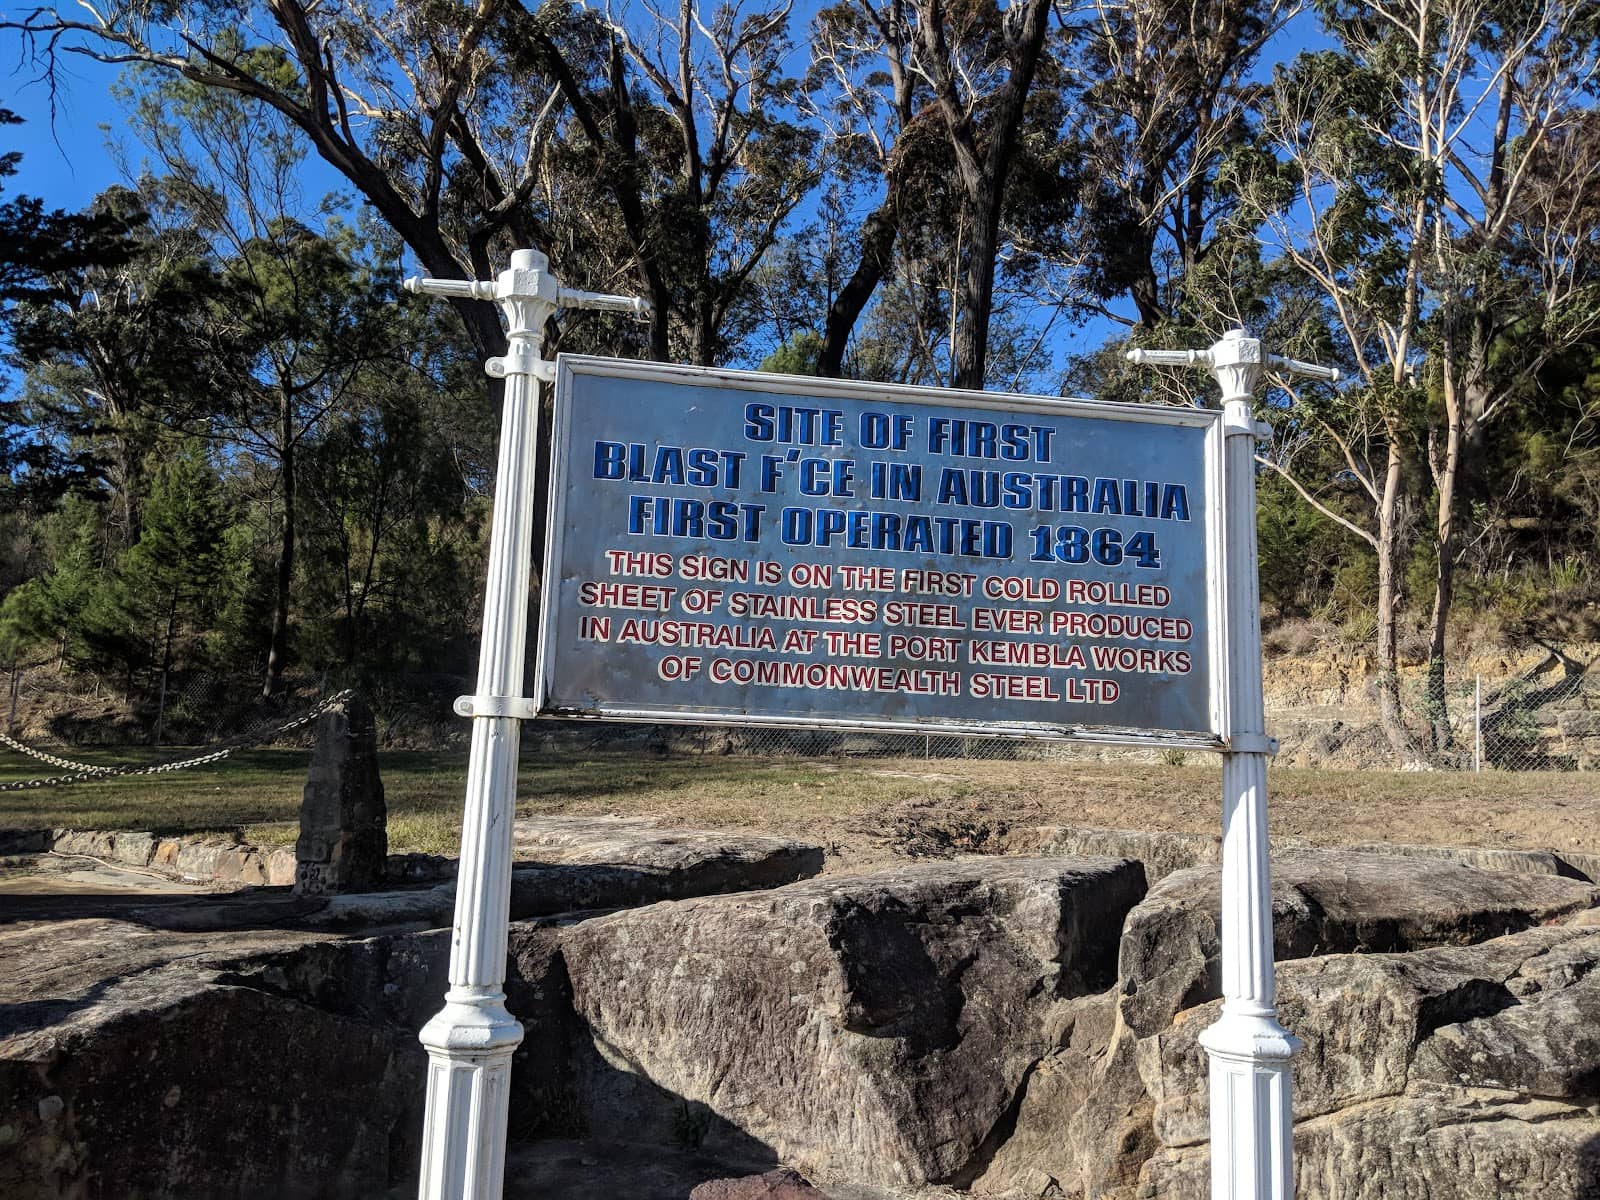 SITE OF FIRST
BLAST F'CE IN AUSTRALIA
FIRST OPERATED 1864
THIS SIGN IS ON THE FIRST COLD ROLLED
SHEET OF STAINLESS STEEL EVER PRODUCED
IN AUSTRALIA AT THE PORT KEMBLA WORKS
OF COMMONWEALTH STEEL LTD